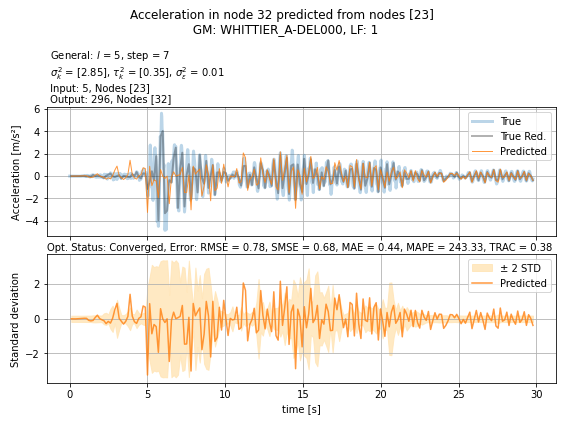 Acceleration in node 32 predicted from nodes [23]
GM: WHITTIER_A-DEL000, LF: 1
General: l = 5, step = 7
σ²ₖ = [2.85], τ²ₖ = [0.35], σ²ε = 0.01
Input: 5, Nodes [23]
Output: 296, Nodes [32]
6
4
2
0
−2
−4
Acceleration [m/s²]
True
True Red.
Predicted
Opt. Status: Converged, Error: RMSE = 0.78, SMSE = 0.68, MAE = 0.44, MAPE = 243.33, TRAC = 0.38
2
0
−2
Standard deviation
± 2 STD
Predicted
0 5 10 15 20 25 30
time [s]